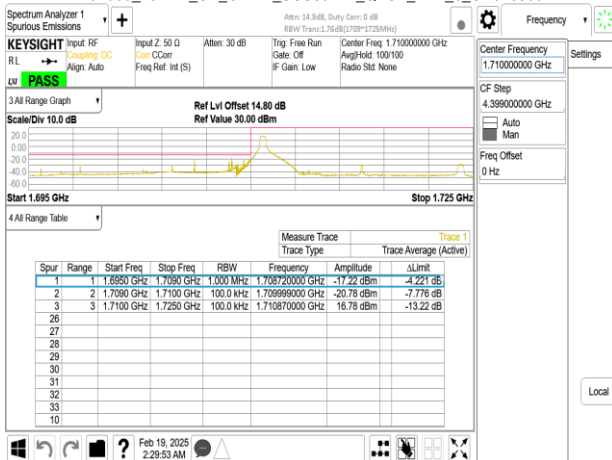 Spectrum Analyzer 1
Spurious Emissions
+
Attn: 14.3dB, Duty Corr: 0 dB
RBW Trans:1.76dB(1709~1725MHz)
Frequency
KEYSIGHT
RL
LXI
PASS
Input: RF
Coupling: DC
Align: Auto
Input Z: 50 Ω
Corr CCorr
Freq Ref: Int (S)
Atten: 30 dB
Trig: Free Run
Gate: Off
IF Gain: Low
Center Freq: 1.710000000 GHz
Avg|Hold: 100/100
Radio Std: None
Center Frequency
1.710000000 GHz
Settings
CF Step
4.399000000 GHz
Auto
Man
Freq Offset
0 Hz
Local
3 All Range Graph
Scale/Div 10.0 dB
Ref Lvl Offset 14.80 dB
Ref Value 30.00 dBm
20.0
0.00
-20.0
-40.0
-60.0
Start 1.695 GHz
Stop 1.725 GHz
4 All Range Table
Measure Trace Trace 1
Trace Type Trace Average (Active)
Spur Range Start Freq Stop Freq RBW Frequency Amplitude ΔLimit
1 1 1.6950 GHz 1.7090 GHz 1.000 MHz 1.708720000 GHz -17.22 dBm -4.221 dB
2 2 1.7090 GHz 1.7100 GHz 100.0 kHz 1.709999000 GHz -20.78 dBm -7.776 dB
3 3 1.7100 GHz 1.7250 GHz 100.0 kHz 1.710870000 GHz 16.78 dBm -13.22 dB
26
27
28
29
30
31
32
33
10
?
Feb 19, 2025
2:29:53 AM